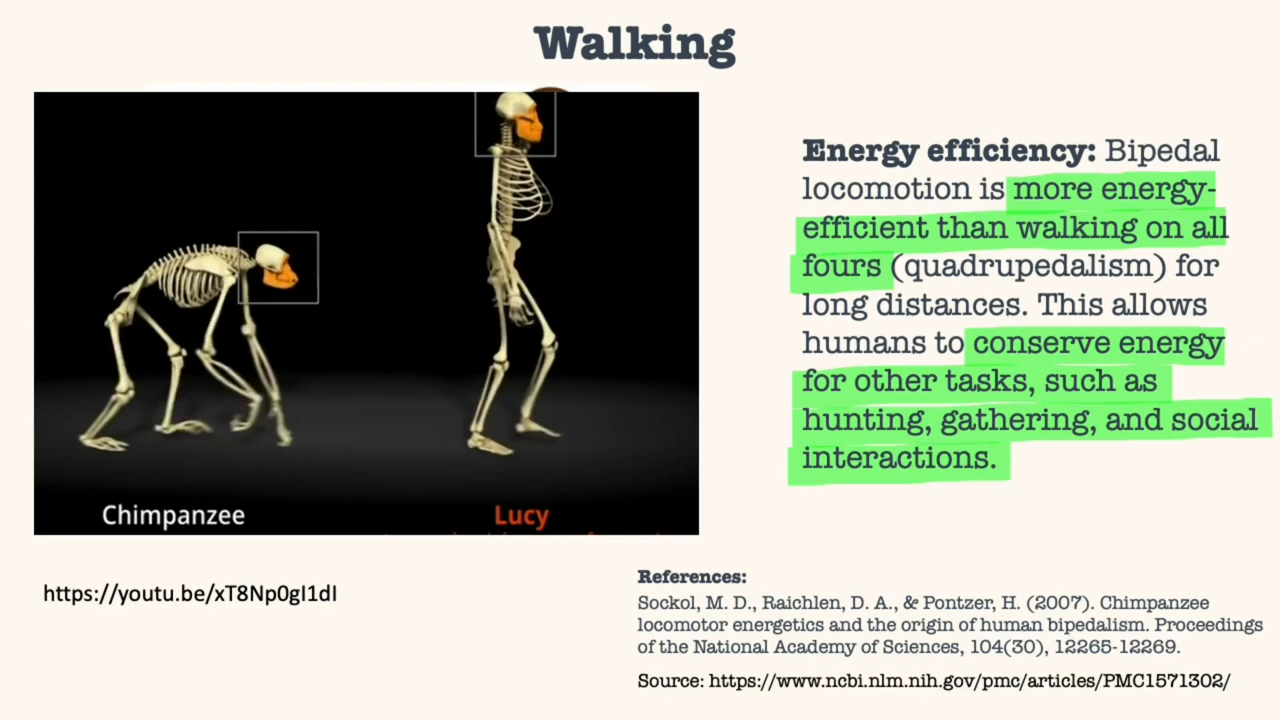 Walking
Energy efficiency: Bipedal
locomotion is more energy-
efficient than walking on all
fours (quadrupedalism) for
long distances. This allows
humans to conserve energy
for other tasks, such as
hunting, gathering, and social
interactions.
Chimpanzee
Lucy
https://youtu.be/xT8Np0gI1dI
References:
Sockol, M. D., Raichlen, D. A., & Pontzer, H. (2007). Chimpanzee
locomotor energetics and the origin of human bipedalism. Proceedings
of the National Academy of Sciences, 104(30), 12265-12269.
Source: https://www.ncbi.nlm.nih.gov/pmc/articles/PMC1571302/